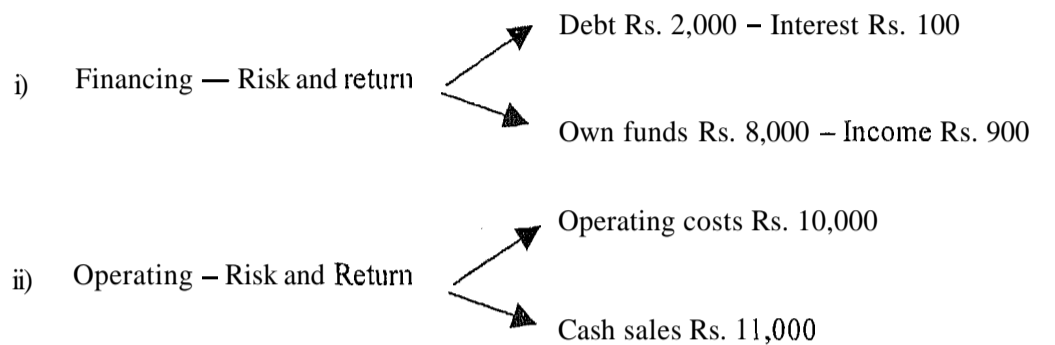 Debt Rs. 2,000 – Interest Rs. 100
i) Financing — Risk and return
Own funds Rs. 8,000 – Income Rs. 900
Operating costs Rs. 10,000
ii) Operating – Risk and Return
Cash sales Rs. 11,000